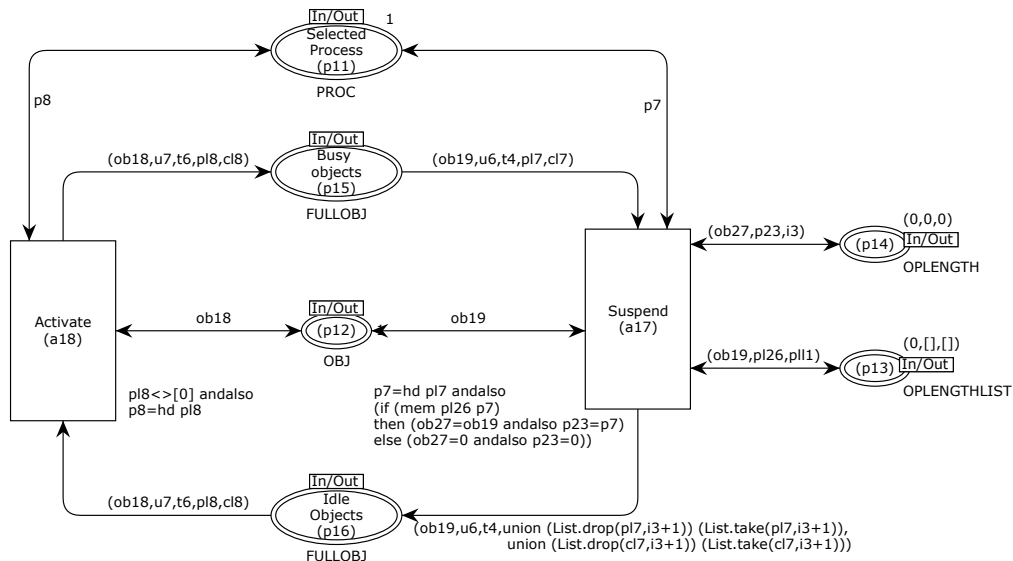 In/Out
1
Selected
Process
(p11)
PROC
p8
p7
In/Out
(ob18,u7,t6,pl8,cl8)
Busy
objects
(p15)
(ob19,u6,t4,pl7,cl7)
FULLOBJ
(0,0,0)
(ob27,p23,i3)
(p14)
In/Out
OPLENGTH
Activate
(a18)
ob18
In/Out
(p12)
OBJ
ob19
Suspend
(a17)
(0,[],[])
(ob19,pl26,pll1)
(p13)
In/Out
OPLENGTHLIST
pl8<>[0] andalso
p8=hd pl8
p7=hd pl7 andalso
(if (mem pl26 p7)
then (ob27=ob19 andalso p23=p7)
else (ob27=0 andalso p23=0))
In/Out
(ob18,u7,t6,pl8,cl8)
Idle
Objects
(p16)
FULLOBJ
(ob19,u6,t4,union (List.drop(pl7,i3+1)) (List.take(pl7,i3+1)),
union (List.drop(cl7,i3+1)) (List.take(cl7,i3+1)))